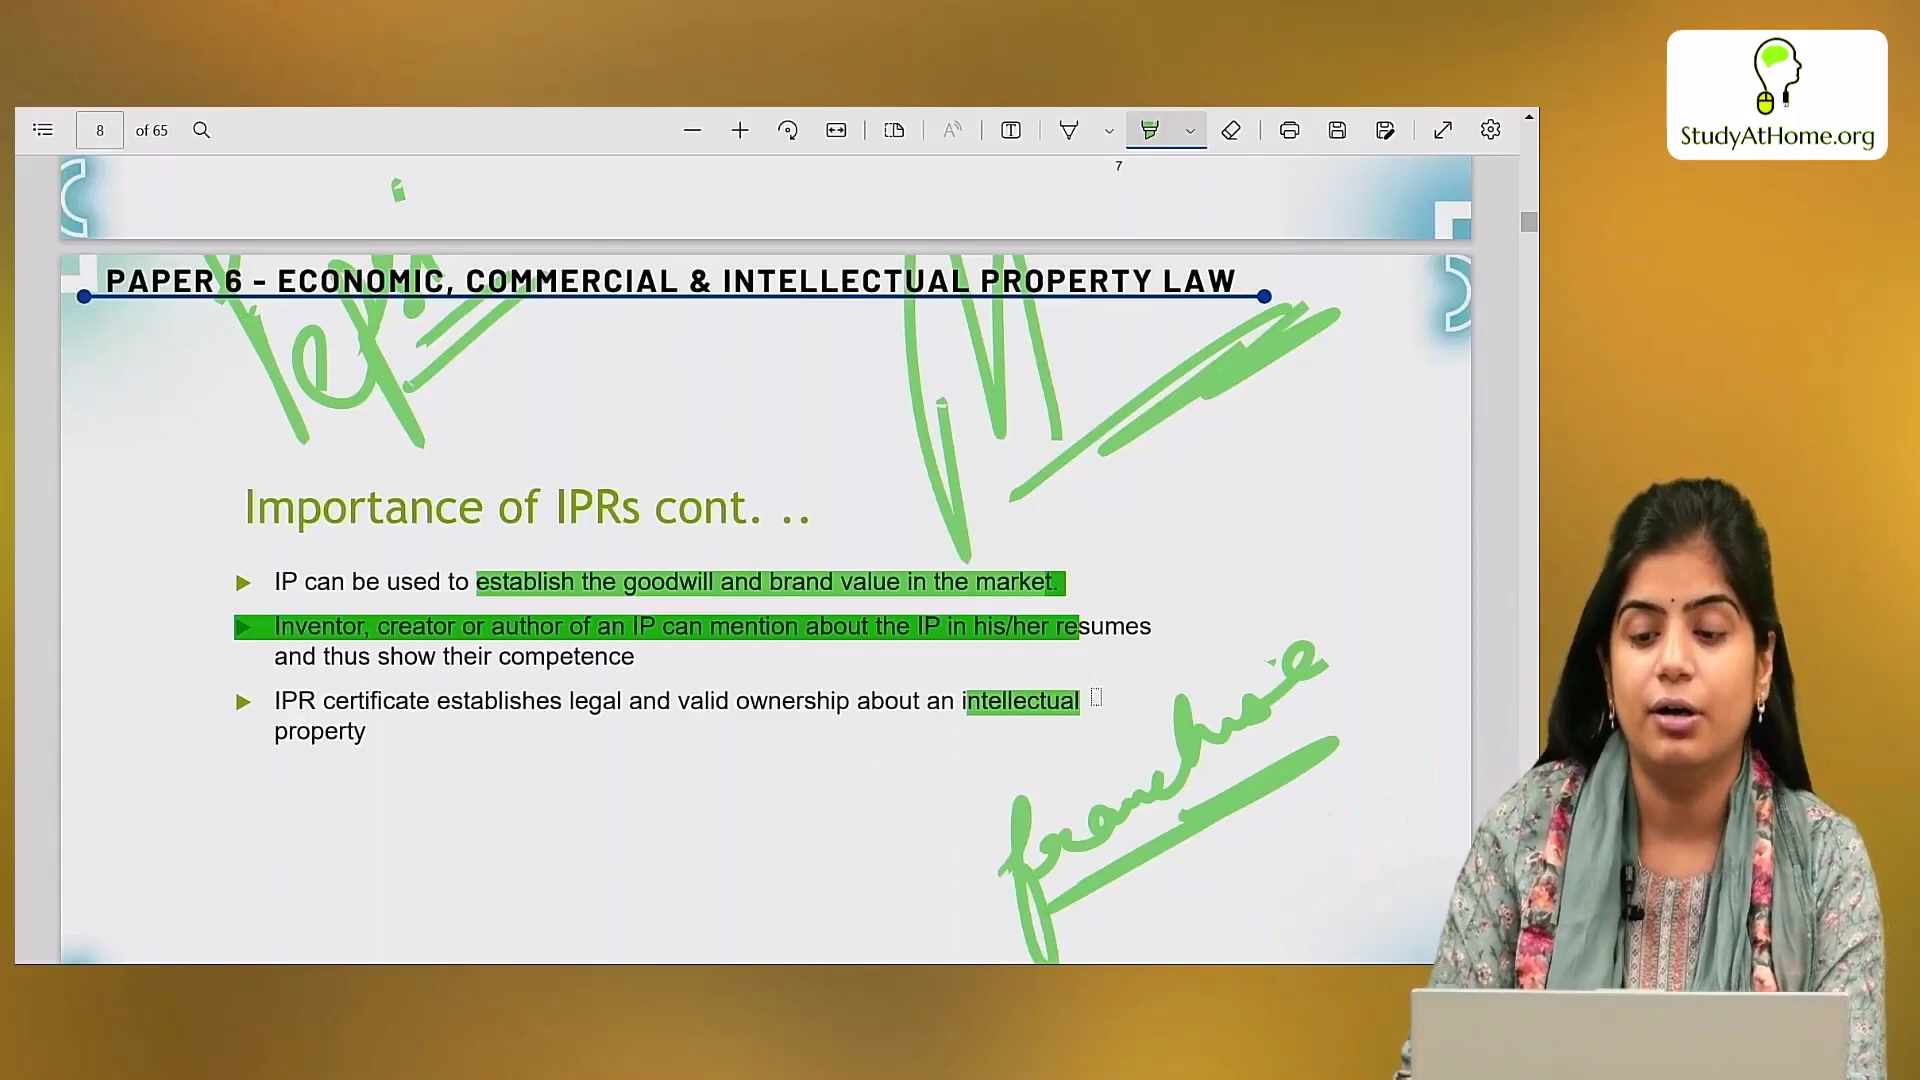 StudyAtHome.org
8 of 65
7
PAPER 6 - ECONOMIC, COMMERCIAL & INTELLECTUAL PROPERTY LAW
Pepsi
M
Importance of IPRs cont. ..
IP can be used to establish the goodwill and brand value in the market.
Inventor, creator or author of an IP can mention about the IP in his/her resumes
and thus show their competence
IPR certificate establishes legal and valid ownership about an intellectual
property
franchise